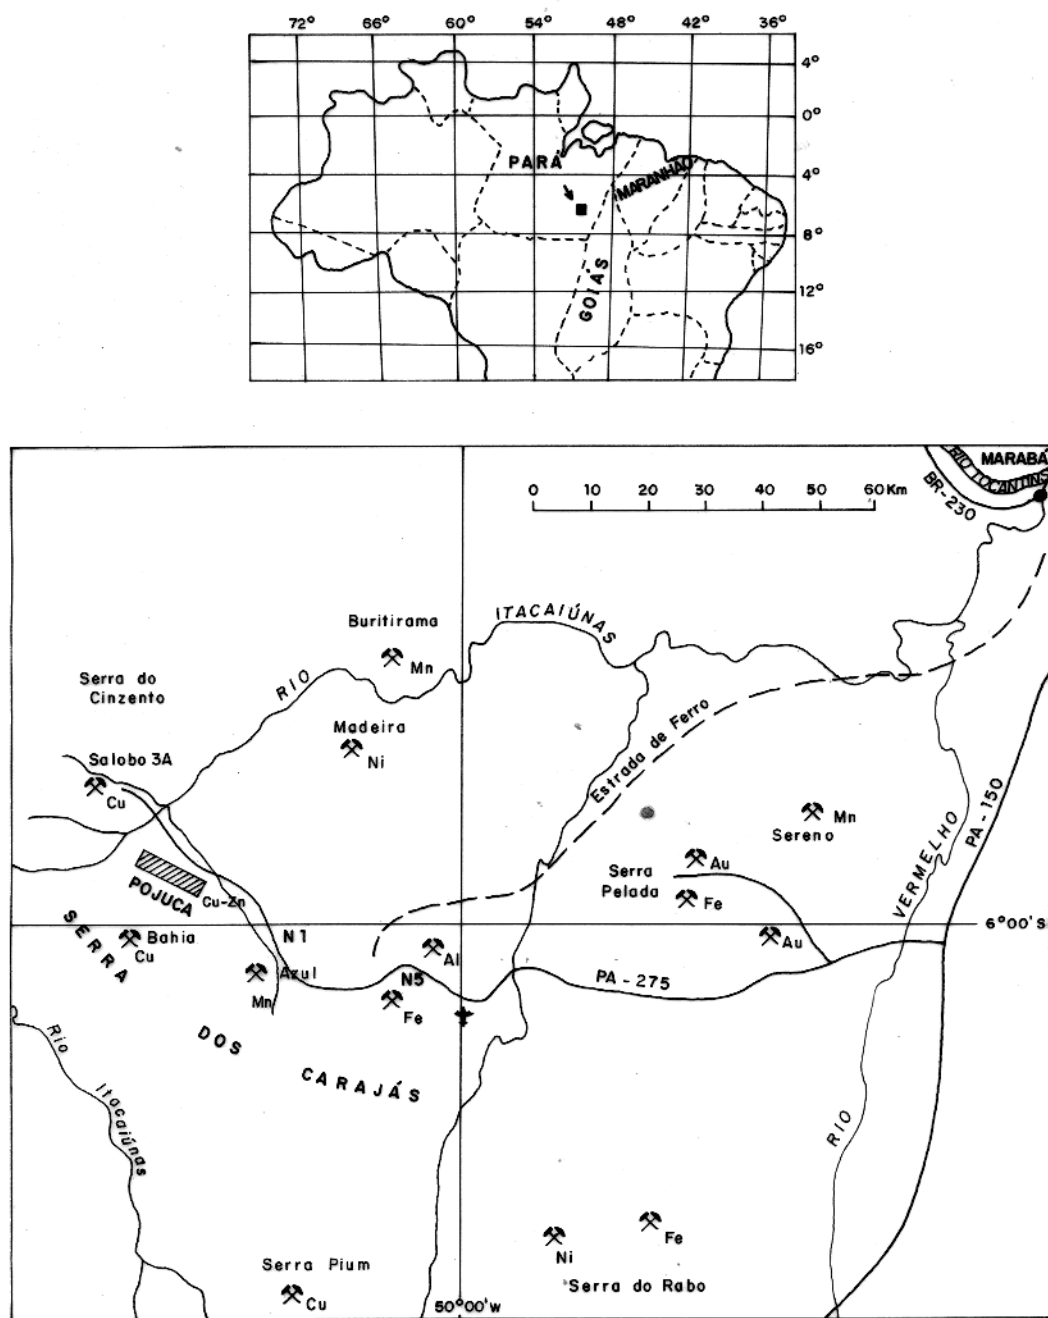 72° 66° 60° 54° 48° 42° 36°
4°
0°
4°
8°
12°
16°
PARÁ
MARANHÃO
GOIÁS
MARABÁ
RIO TOCANTINS
BR-230
0 10 20 30 40 50 60 Km
ITACAIÚNAS
RIO
Buritirama
Mn
Serra do
Cinzento
Madeira
Ni
Salobo 3A
Cu
Estrada de Ferro
Mn
Sereno
PA-150
VERMELHO
Au
Serra
Pelada
Fe
POJUCA
Cu-Zn
6°00'S
SERRA
Bahia
Cu
N1
Al
Au
Azul
Mn
N5
Fe
PA-275
DOS
CARAJÁS
Rio
Itacaiúnas
RIO
Fe
Ni
Serra do Rabo
Serra Pium
Cu
50°00'W